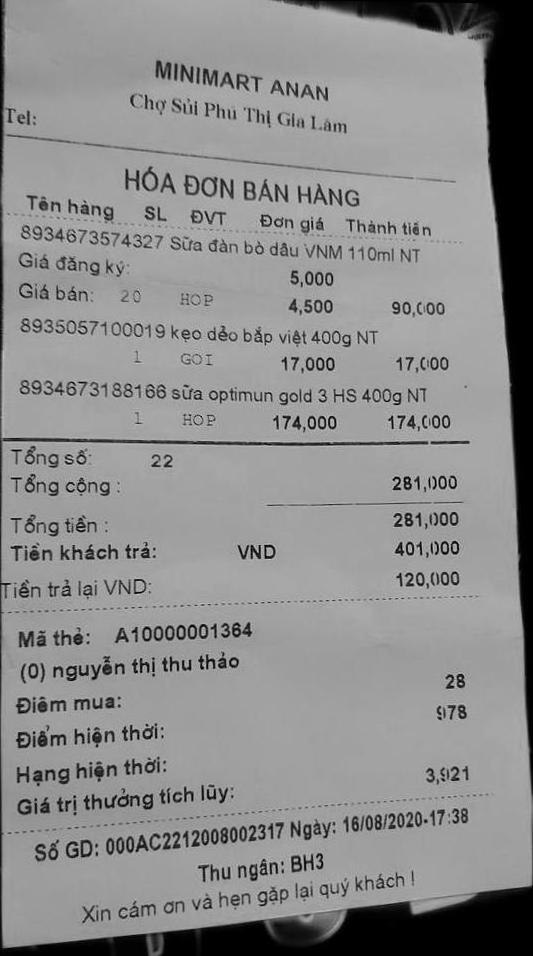 MINIMART ANAN
Chợ Sủi Phú Thị Gia Lâm
Tel:
HÓA ĐƠN BÁN HÀNG
Tên hàng SL ĐVT Đơn giá Thành tiền
8934673574327 Sữa đàn bò dâu VNM 110ml NT
Giá đăng ký: 5,000
Giá bán: 20 HOP 4,500 90,000
8935057100019 kẹo dẻo bắp việt 400g NT
1 GOI 17,000 17,000
8934673188166 sữa optimun gold 3 HS 400g NT
1 HOP 174,000 174,000
Tổng số: 22
Tổng cộng : 281,000
Tổng tiền : 281,000
Tiền khách trả: VND 401,000
Tiền trả lại VND: 120,000
Mã thẻ: A10000001364
(0) nguyễn thị thu thảo
Điểm mua: 28
Điểm hiện thời: 978
Hạng hiện thời:
Giá trị thưởng tích lũy: 3,921
Số GD: 000AC2212008002317 Ngày: 16/08/2020-17:38
Thu ngân: BH3
Xin cám ơn và hẹn gặp lại quý khách !